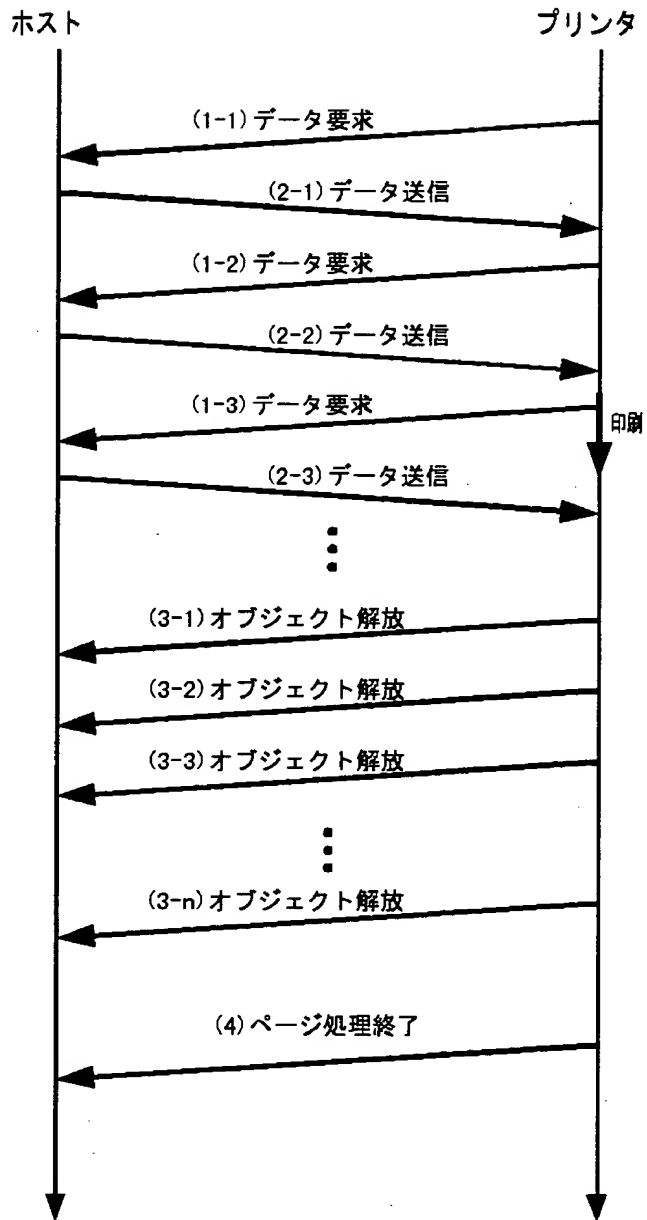 ホスト
プリンタ
(1-1)データ要求
(2-1)データ送信
(1-2)データ要求
(2-2)データ送信
(1-3)データ要求
印刷
(2-3)データ送信
(3-1)オブジェクト解放
(3-2)オブジェクト解放
(3-3)オブジェクト解放
(3-n)オブジェクト解放
(4)ページ処理終了